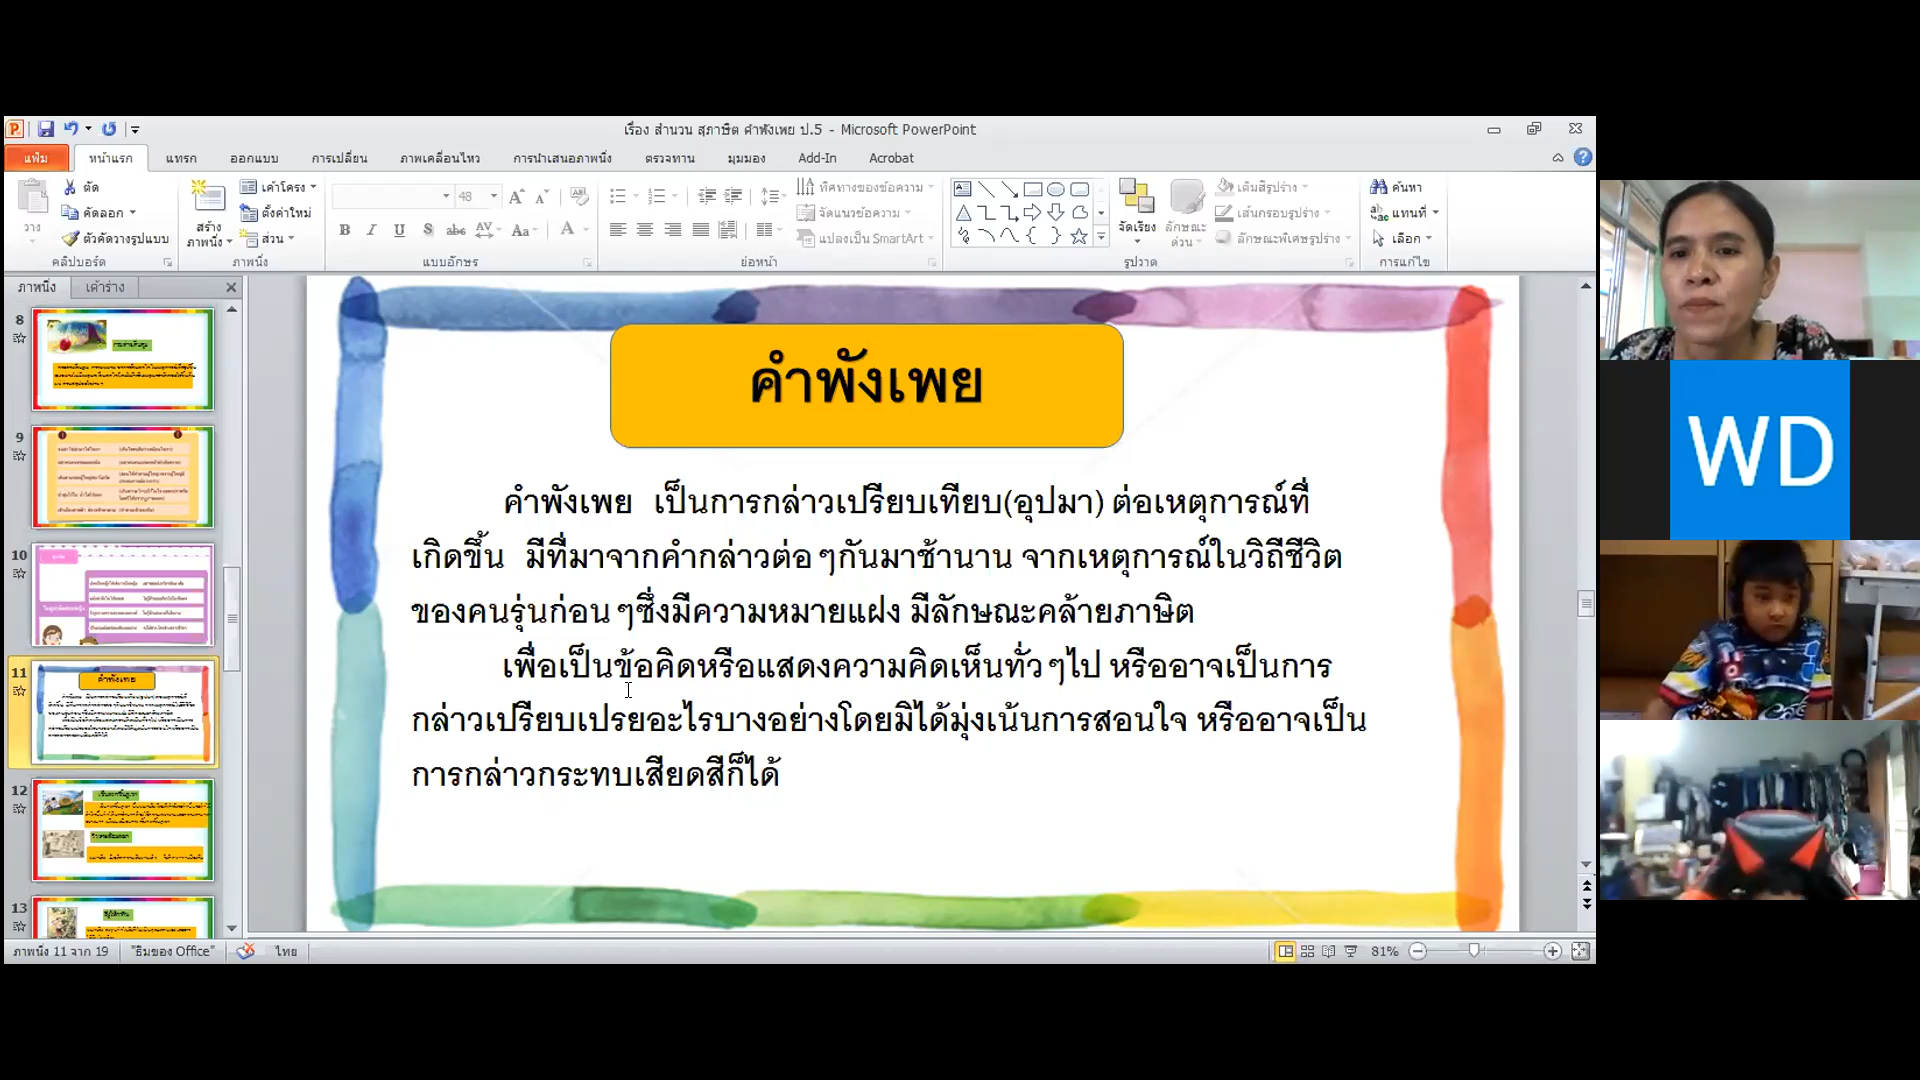 เรื่อง สำนวน สุภาษิต คำพังเพย ป.5 - Microsoft PowerPoint
แฟ้ม หน้าแรก แทรก ออกแบบ การเปลี่ยน ภาพเคลื่อนไหว การนำเสนอภาพนิ่ง ตรวจทาน มุมมอง Add-In Acrobat
วาง
ตัด
คัดลอก
ตัวคัดวางรูปแบบ
คลิปบอร์ด
สร้าง
ภาพนิ่ง
เค้าโครง
ตั้งค่าใหม่
ส่วน
ภาพนิ่ง
48
แบบอักษร
ทิศทางของข้อความ
จัดแนวข้อความ
แปลงเป็น SmartArt
ย่อหน้า
จัดเรียง
ลักษณะ
ด่วน
เติมสีรูปร่าง
เส้นกรอบรูปร่าง
ลักษณะพิเศษรูปร่าง
รูปวาด
ค้นหา
แทนที่
เลือก
การแก้ไข
ภาพนิ่ง เค้าร่าง
8
9
10
11
คำพังเพย
12
13
คำพังเพย
คำพังเพย เป็นการกล่าวเปรียบเทียบ(อุปมา) ต่อเหตุการณ์ที่
เกิดขึ้น มีที่มาจากคำกล่าวต่อ ๆกันมาช้านาน จากเหตุการณ์ในวิถีชีวิต
ของคนรุ่นก่อน ๆซึ่งมีความหมายแฝง มีลักษณะคล้ายภาษิต
เพื่อเป็นข้อคิดหรือแสดงความคิดเห็นทั่ว ๆไป หรืออาจเป็นการ
กล่าวเปรียบเปรยอะไรบางอย่างโดยมิได้มุ่งเน้นการสอนใจ หรืออาจเป็น
การกล่าวกระทบเสียดสีก็ได้
ภาพนิ่ง 11 จาก 19 "ธีมของ Office" ไทย 81%
WD